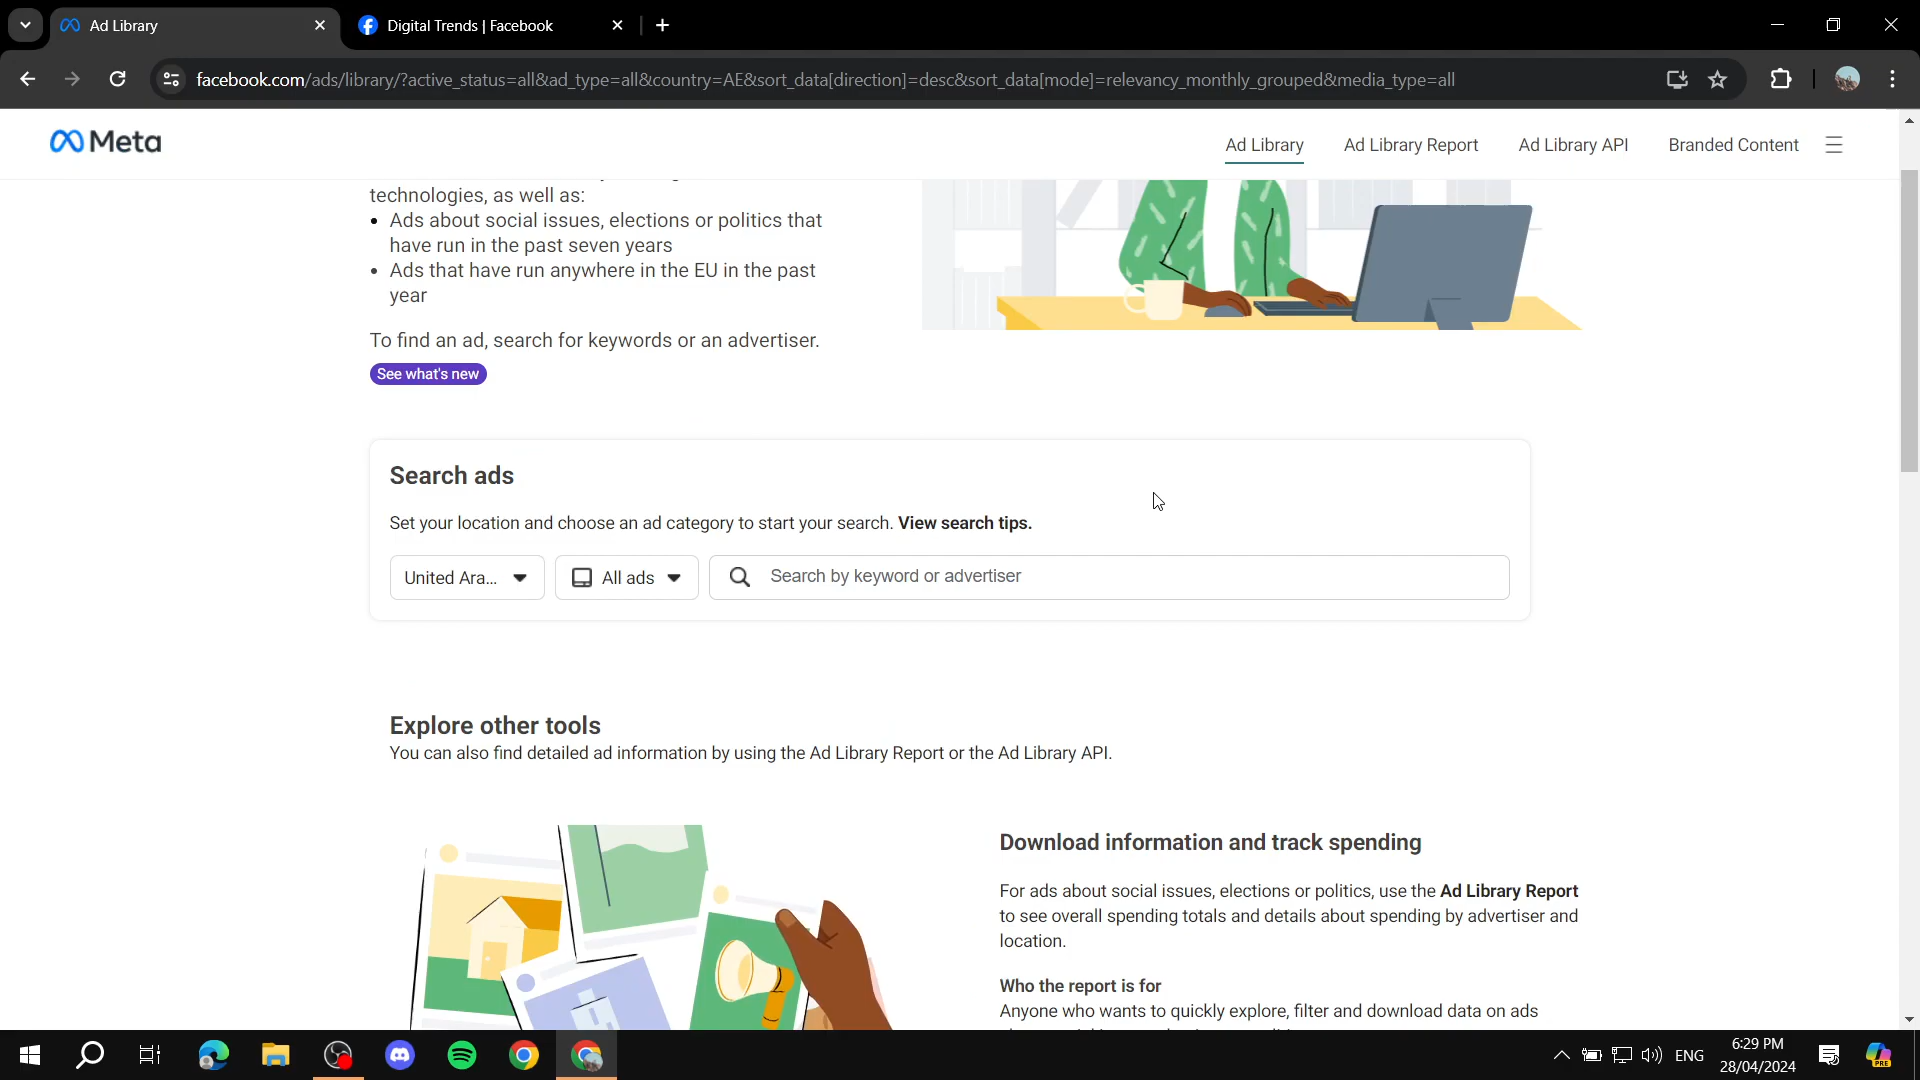 Ad Library
Digital Trends | Facebook
facebook.com/ads/library/?active_status=all&ad_type=all&country=AE&sort_data[direction]=desc&sort_data[mode]=relevancy_monthly_grouped&media_type=all
Meta
Ad Library
Ad Library Report
Ad Library API
Branded Content
technologies, as well as:
• Ads about social issues, elections or politics that
have run in the past seven years
• Ads that have run anywhere in the EU in the past
year
To find an ad, search for keywords or an advertiser.
See what's new
Search ads
Set your location and choose an ad category to start your search. View search tips.
United Ara...
All ads
Search by keyword or advertiser
Explore other tools
You can also find detailed ad information by using the Ad Library Report or the Ad Library API.
Download information and track spending
For ads about social issues, elections or politics, use the Ad Library Report
to see overall spending totals and details about spending by advertiser and
location.
Who the report is for
Anyone who wants to quickly explore, filter and download data on ads
ENG
6:29 PM
28/04/2024
PRE